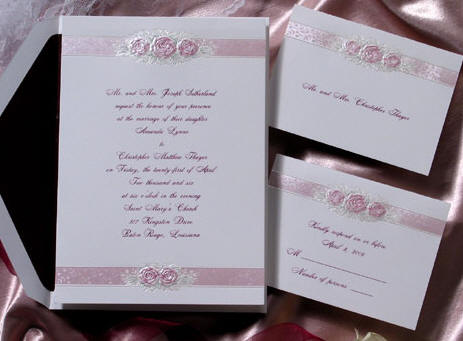 Mr. and Mrs. Joseph Sutherland
request the honour of your presence
at the marriage of their daughter
Amanda Lynne
to
Christopher Matthew Thayer
on Friday, the twenty-first of April
Two thousand and six
at six o'clock in the evening
Saint Mary's Church
107 Kingston Drive
Baton Rouge, Louisiana
Mr. and Mrs. Christopher Thayer
Kindly respond on or before
April 2, 2006
M
Number of persons